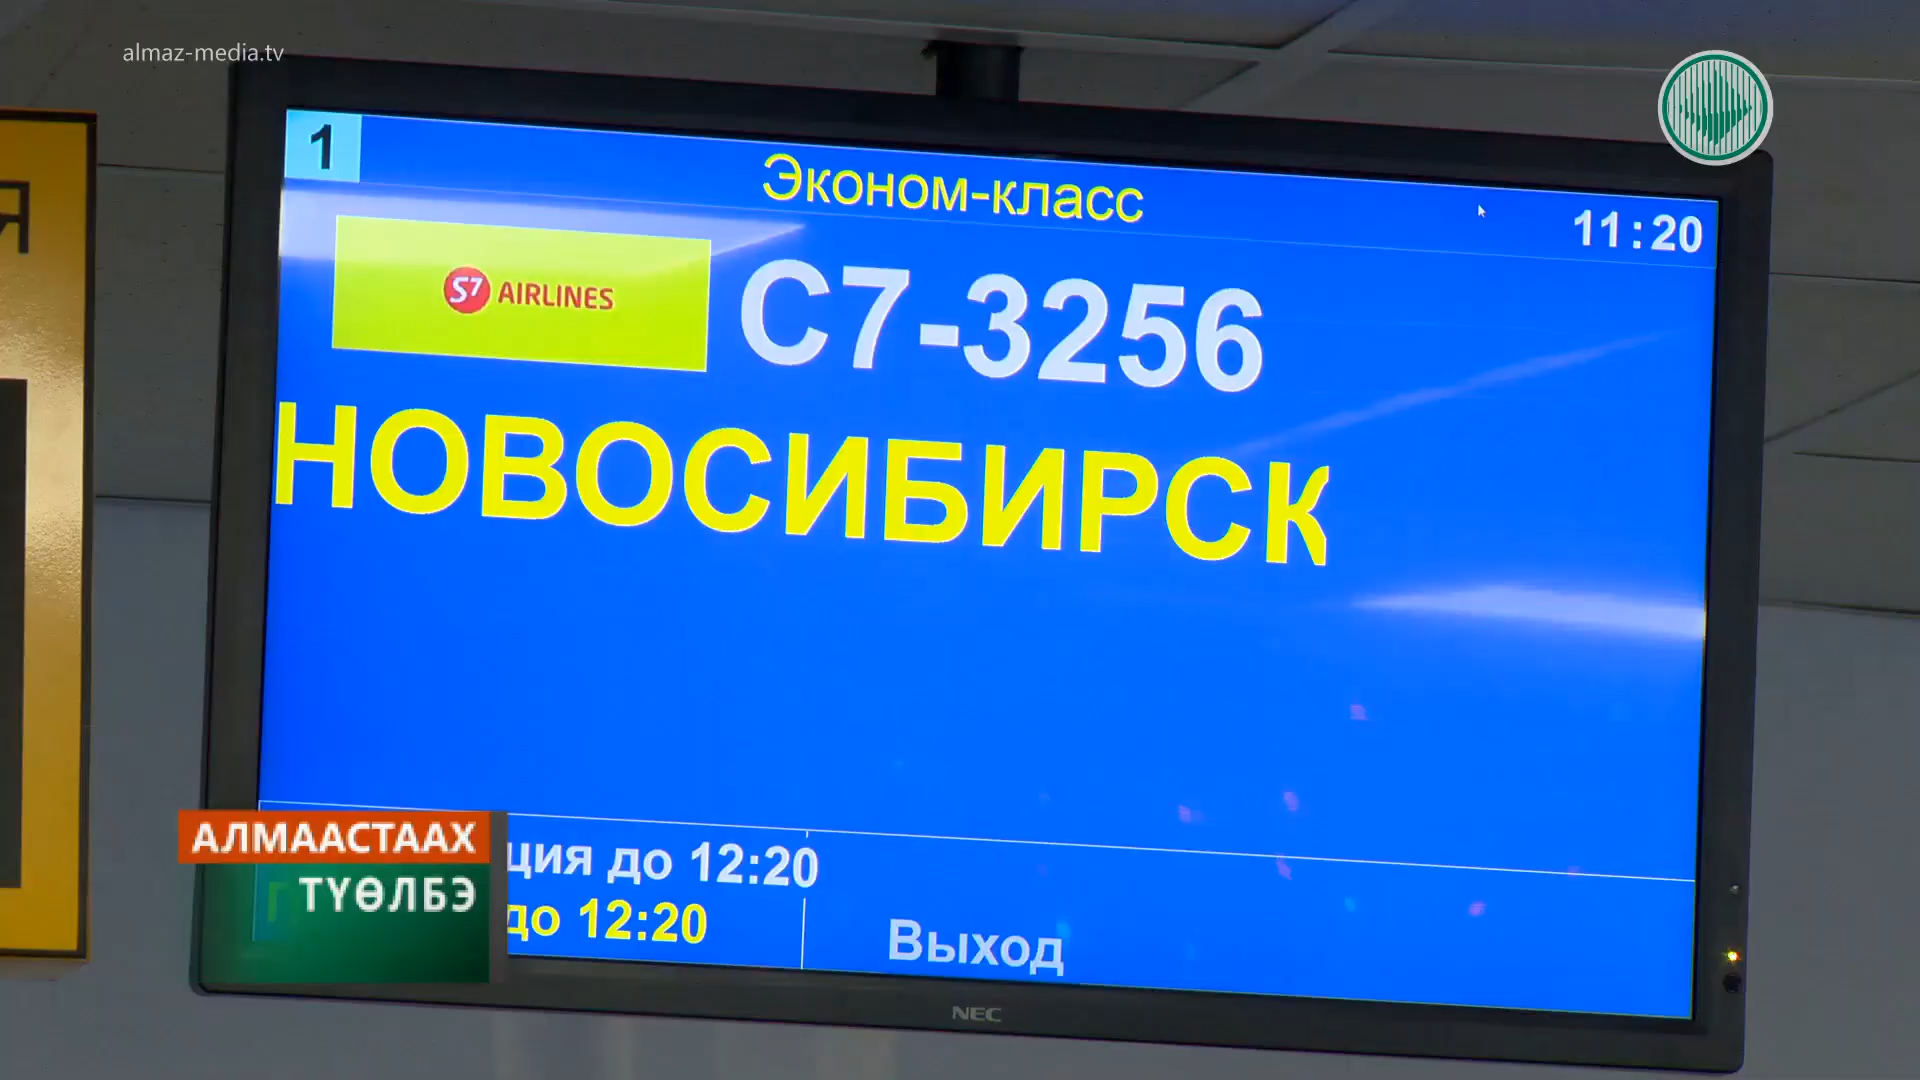 almaz-media.tv
1
Эконом-класс
11:20
S7 AIRLINES
С7-3256
НОВОСИБИРСК
ция до 12:20
до 12:20
Выход
АЛМААСТААХ
ТҮӨЛБЭ
NEC
Я